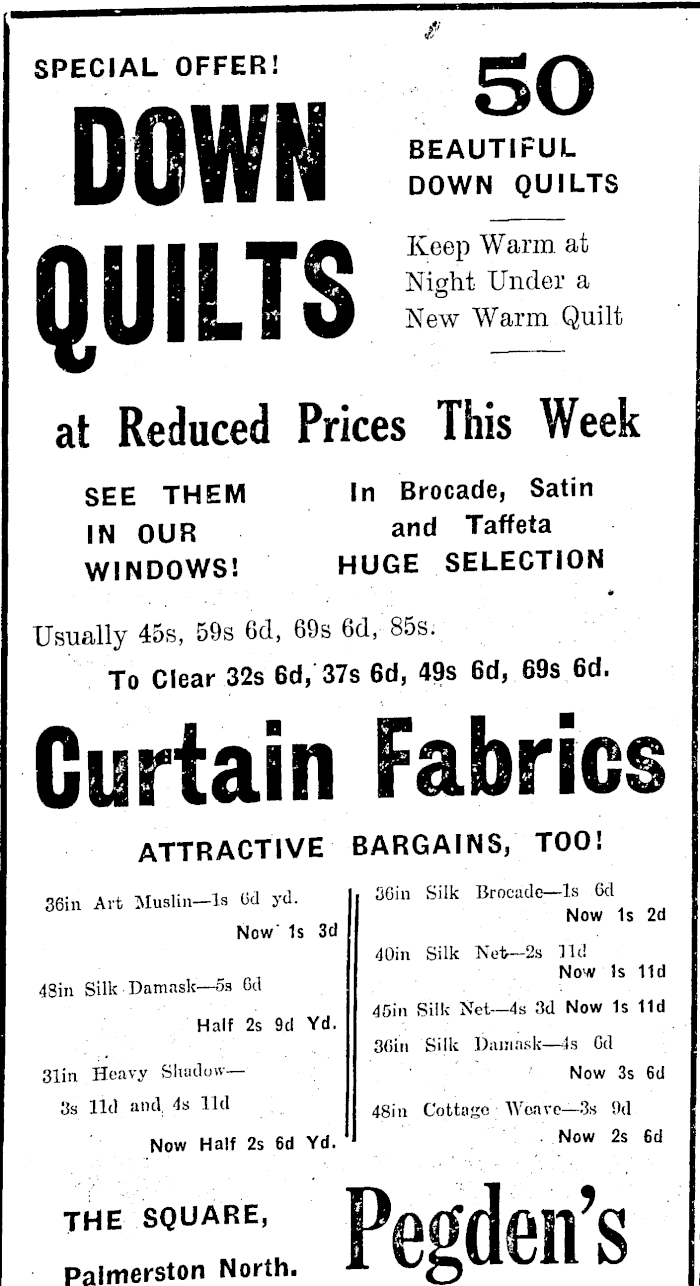 SPECIAL OFFER!
DOWN
QUILTS
50
BEAUTIFUL
DOWN QUILTS
Keep Warm at
Night Under a
New Warm Quilt
at Reduced Prices This Week
SEE THEM
IN OUR
WINDOWS!
In Brocade, Satin
and Taffeta
HUGE SELECTION
Usually 45s, 59s 6d, 69s 6d, 85s.
To Clear 32s 6d, 37s 6d, 49s 6d, 69s 6d.
Curtain Fabrics
ATTRACTIVE BARGAINS, TOO!
36in Art Muslin—1s 6d yd.
Now 1s 3d
48in Silk Damask—5s 6d
Half 2s 9d Yd.
31in Heavy Shadow—
3s 11d and 4s 11d
Now Half 2s 6d Yd.
36in Silk Brocade—1s 6d
Now 1s 2d
40in Silk Net—2s 11d
Now 1s 11d
45in Silk Net—4s 3d Now 1s 11d
36in Silk Damask—4s 6d
Now 3s 6d
48in Cottage Weave—3s 9d
Now 2s 6d
THE SQUARE,
Palmerston North.
Pegden's